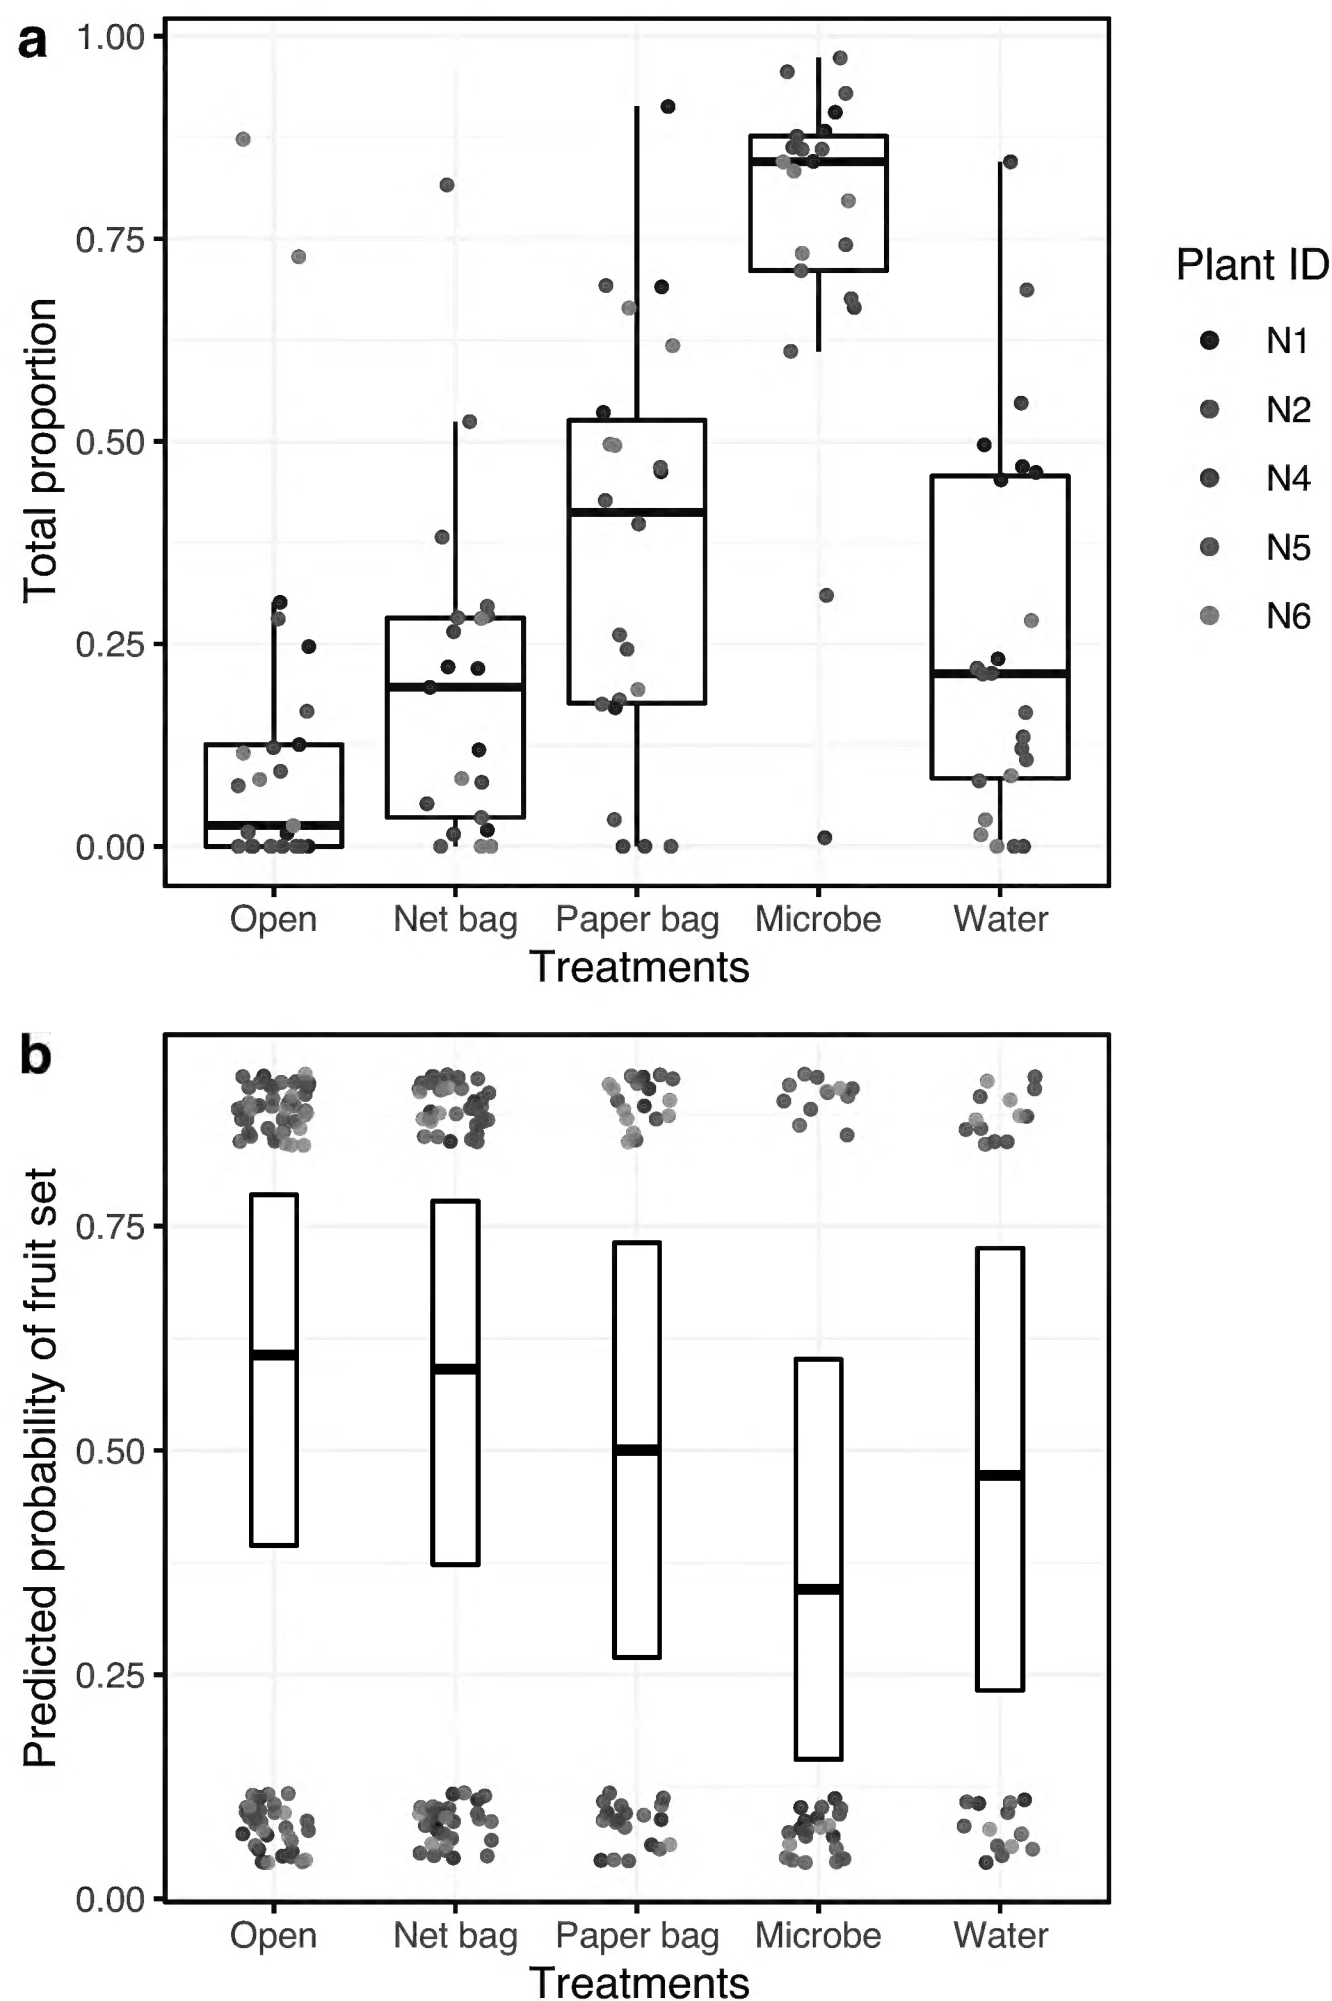 a
Total proportion
1.00
0.75
0.50
0.25
0.00
Open Net bag Paper bag Microbe Water
Treatments
Plant ID
N1
N2
N4
N5
N6
b
Predicted probability of fruit set
0.75
0.50
0.25
0.00
Open Net bag Paper bag Microbe Water
Treatments